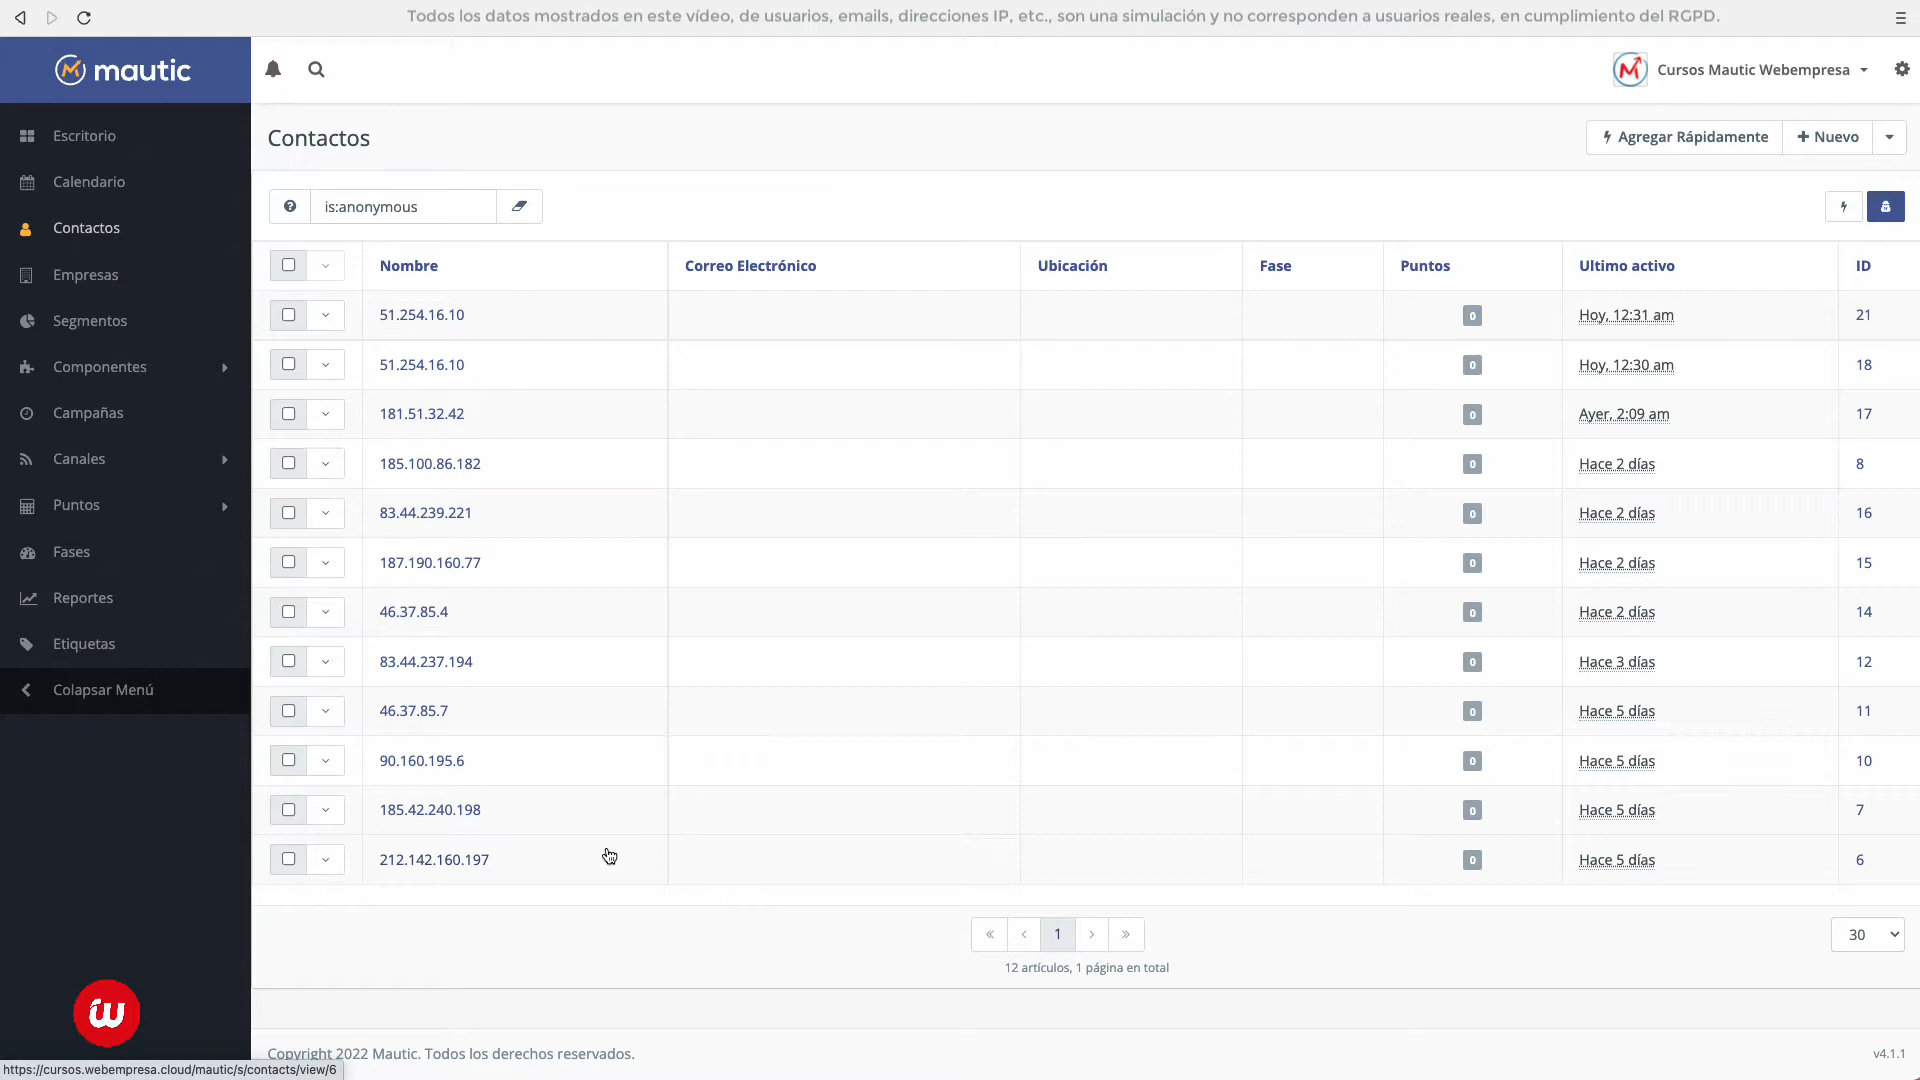 Todos los datos mostrados en este vídeo, de usuarios, emails, direcciones IP, etc., son una simulación y no corresponden a usuarios reales, en cumplimiento del RGPD.
mautic
Cursos Mautic Webempresa
Escritorio
Calendario
Contactos
Empresas
Segmentos
Componentes
Campañas
Canales
Puntos
Fases
Reportes
Etiquetas
Colapsar Menú
Contactos
Agregar Rápidamente
+ Nuevo
is:anonymous
Nombre Correo Electrónico Ubicación Fase Puntos Ultimo activo ID
51.254.16.10 0 Hoy, 12:31 am 21
51.254.16.10 0 Hoy, 12:30 am 18
181.51.32.42 0 Ayer, 2:09 am 17
185.100.86.182 0 Hace 2 días 8
83.44.239.221 0 Hace 2 días 16
187.190.160.77 0 Hace 2 días 15
46.37.85.4 0 Hace 2 días 14
83.44.237.194 0 Hace 3 días 12
46.37.85.7 0 Hace 5 días 11
90.160.195.6 0 Hace 5 días 10
185.42.240.198 0 Hace 5 días 7
212.142.160.197 0 Hace 5 días 6
« ‹ 1 › »
30
12 artículos, 1 página en total
Copyright 2022 Mautic. Todos los derechos reservados.
v4.1.1
https://cursos.webempresa.cloud/mautic/s/contacts/view/6